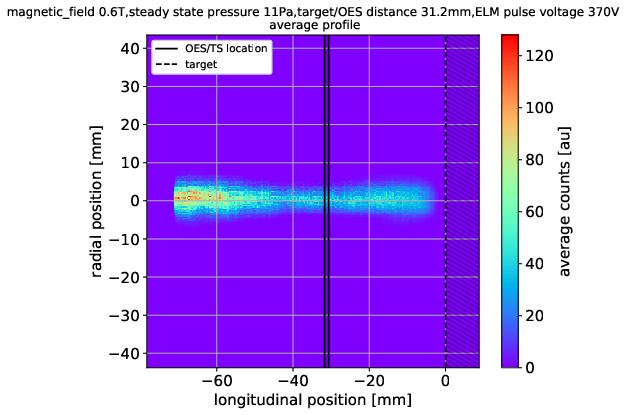 magnetic_field 0.6T,steady state pressure 11Pa,target/OES distance 31.2mm,ELM pulse voltage 370V
average profile
OES/TS location
target
40
30
20
10
0
−10
−20
−30
−40
radial position [mm]
−60
−40
−20
0
longitudinal position [mm]
120
100
80
60
40
20
0
average counts [au]